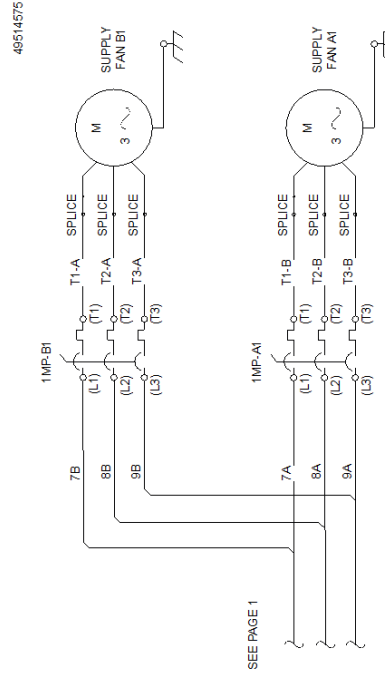 49514575
SUPPLY
FAN B1
SUPPLY
FAN A1
M
3
M
3
SPLICE
SPLICE
SPLICE
SPLICE
SPLICE
SPLICE
T1-A
T2-A
T3-A
T1-B
T2-B
T3-B
(T1)
(T2)
(T3)
(T1)
(T2)
(T3)
1MP-B1
1MP-A1
(L1)
(L2)
(L3)
(L1)
(L2)
(L3)
7B
8B
9B
7A
8A
9A
SEE PAGE 1